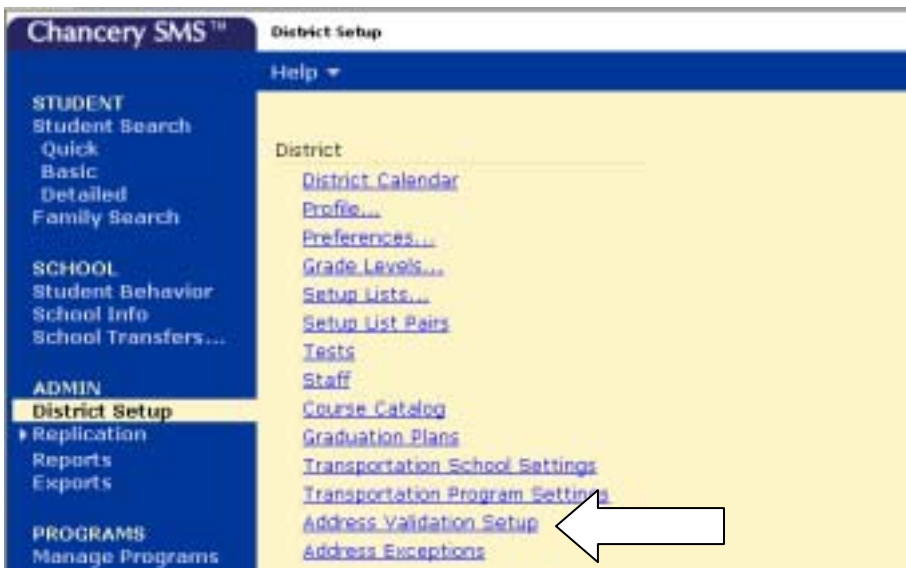 Chancery SMS™
District Setup
Help
STUDENT
Student Search
Quick
Basic
Detailed
Family Search
SCHOOL
Student Behavior
School Info
School Transfers...
ADMIN
District Setup
Replication
Reports
Exports
PROGRAMS
Manage Programs
District
District Calendar
Profile...
Preferences...
Grade Levels...
Setup Lists...
Setup List Pairs
Tests
Staff
Course Catalog
Graduation Plans
Transportation School Settings
Transportation Program Settings
Address Validation Setup
Address Exceptions